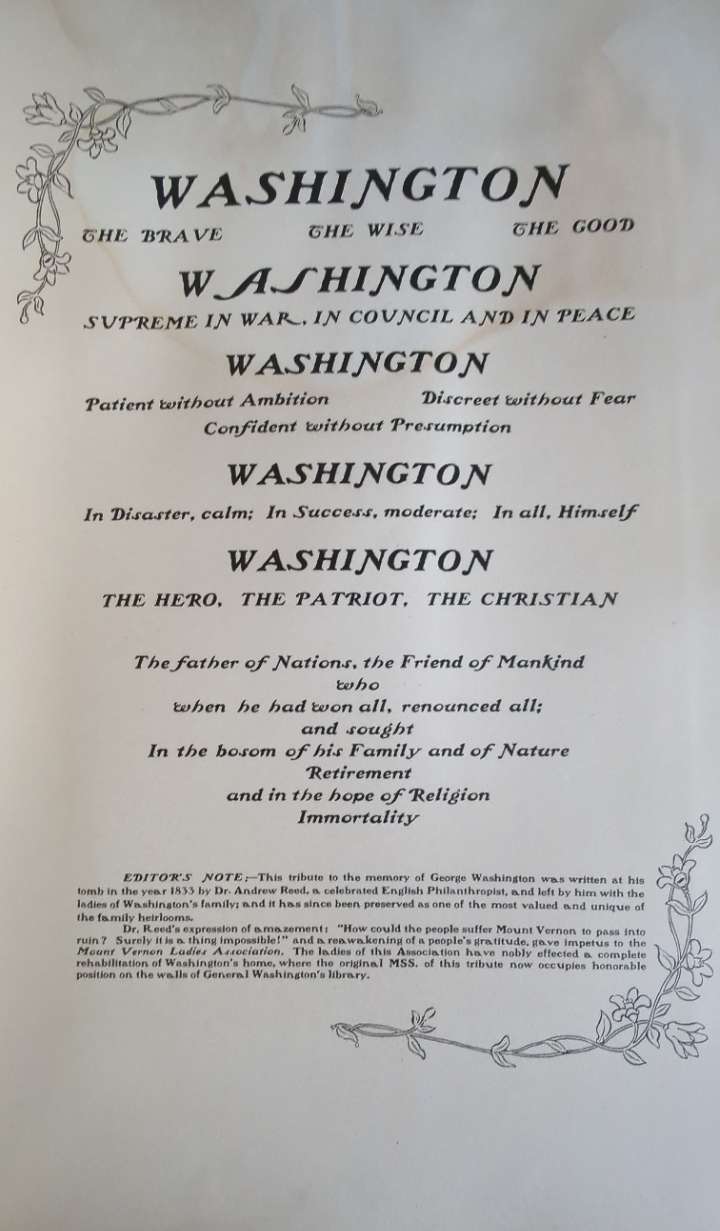 WASHINGTON
THE BRAVE THE WISE THE GOOD
WASHINGTON
SUPREME IN WAR, IN COUNCIL AND IN PEACE
WASHINGTON
Patient without Ambition Discreet without Fear
Confident without Presumption
WASHINGTON
In Disaster, calm; In Success, moderate; In all, Himself
WASHINGTON
THE HERO, THE PATRIOT, THE CHRISTIAN
The father of Nations, the Friend of Mankind
who
when he had won all, renounced all;
and sought
In the bosom of his Family and of Nature
Retirement
and in the hope of Religion
Immortality
EDITOR'S NOTE;—This tribute to the memory of George Washington was written at his
tomb in the year 1833 by Dr. Andrew Reed, a celebrated English Philanthropist, and left by him with the
ladies of Washington's family; and it has since been preserved as one of the most valued and unique of
the family heirlooms.
Dr. Reed's expression of amazement: "How could the people suffer Mount Vernon to pass into
ruin? Surely it is a thing impossible!" and a reawakening of a people's gratitude, gave impetus to the
Mount Vernon Ladies Association. The ladies of this Association have nobly effected a complete
rehabilitation of Washington's home, where the original MSS. of this tribute now occupies honorable
position on the walls of General Washington's library.